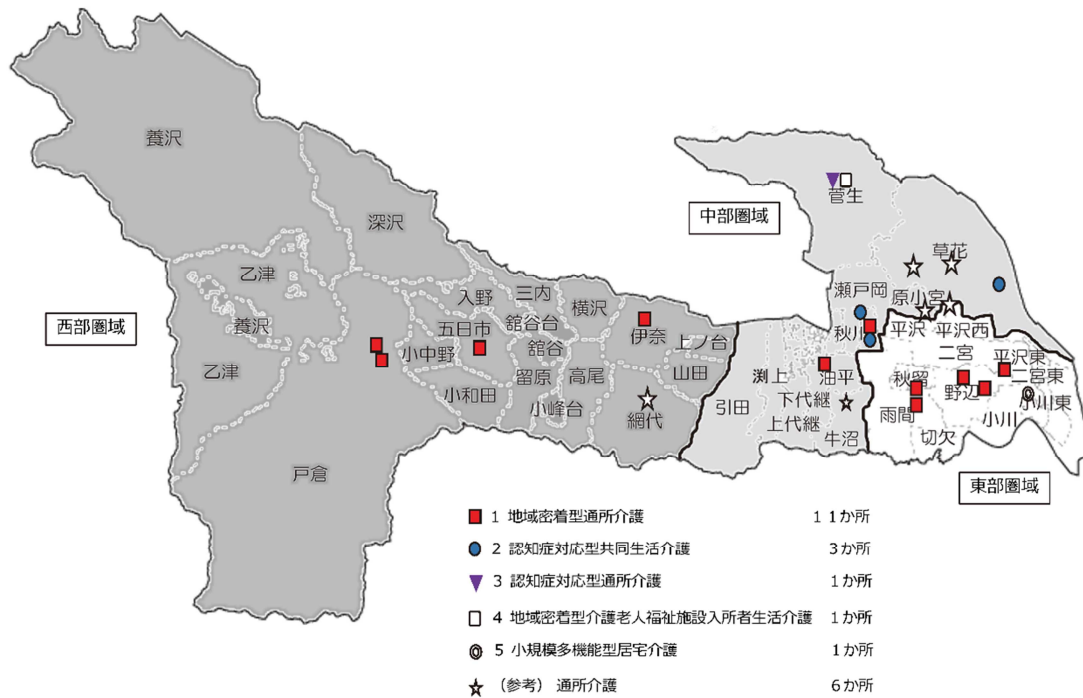 養沢
菅生
中部圏域
深沢
草花
乙津
瀬戸岡
原小宮
入野
三内
横沢
西部圏域
養沢
五日市
舘谷台
伊奈
秋川
平沢
平沢西
小中野
舘谷
上ノ台
二宮
平沢東
乙津
留原
高尾
山田
渕上
油平
二宮東
小和田
小峰台
網代
引田
下代継
秋留
野辺
小川東
上代継
牛沼
雨間
小川
切欠
戸倉
東部圏域
1 地域密着型通所介護 11か所
2 認知症対応型共同生活介護 3か所
3 認知症対応型通所介護 1か所
4 地域密着型介護老人福祉施設入所者生活介護 1か所
5 小規模多機能型居宅介護 1か所
(参考) 通所介護 6か所